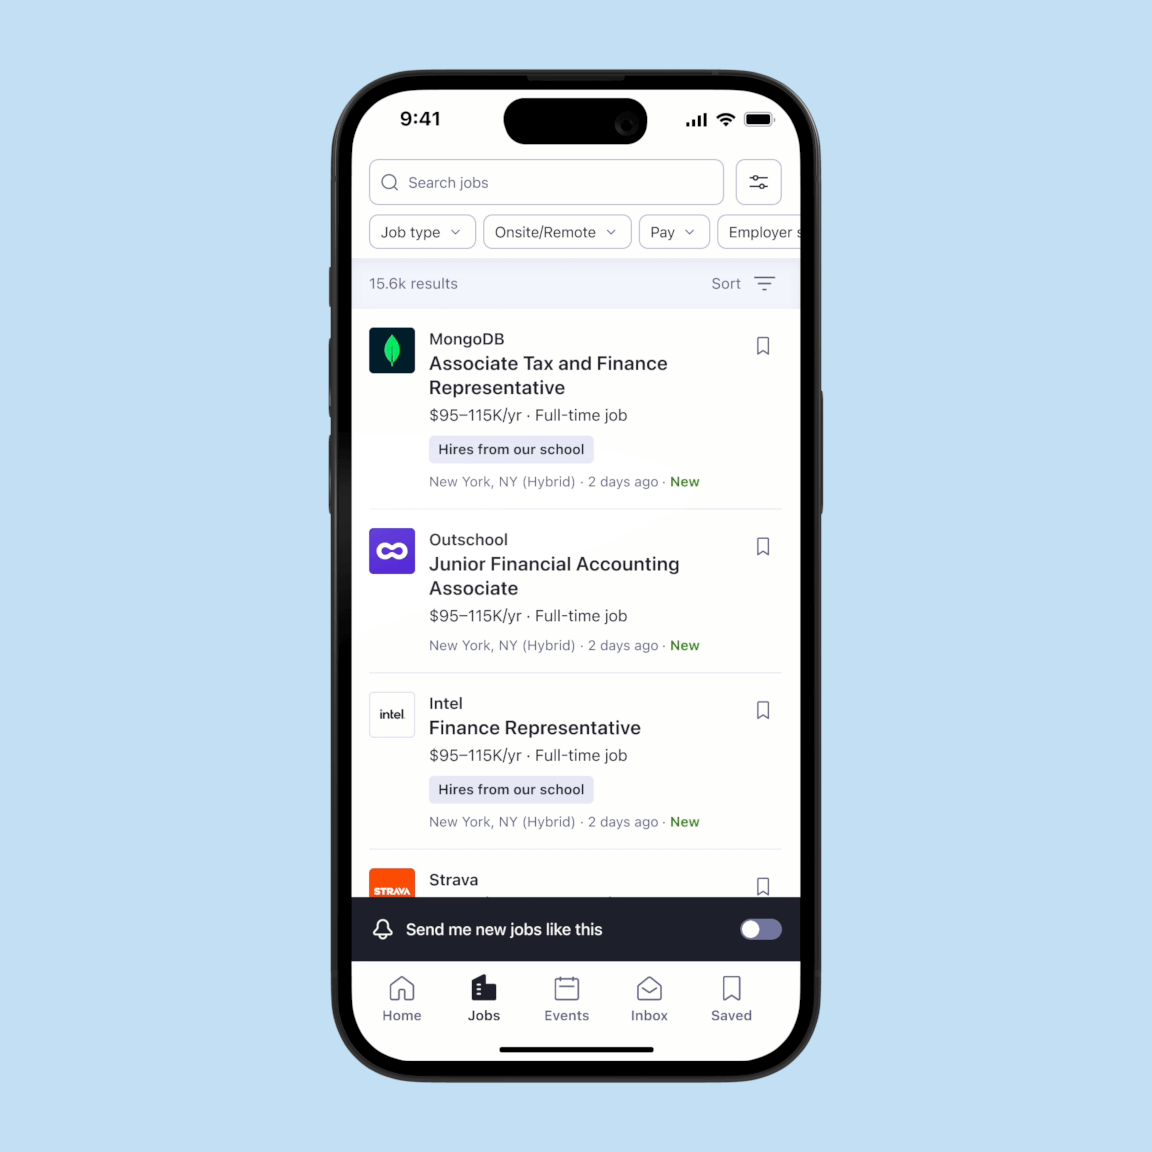 9:41
Search jobs
Job type
Onsite/Remote
Pay
Employer s
15.6k results
Sort
MongoDB
Associate Tax and Finance
Representative
$95–115K/yr · Full-time job
Hires from our school
New York, NY (Hybrid) · 2 days ago · New
Outschool
Junior Financial Accounting
Associate
$95–115K/yr · Full-time job
New York, NY (Hybrid) · 2 days ago · New
intel
Intel
Finance Representative
$95–115K/yr · Full-time job
Hires from our school
New York, NY (Hybrid) · 2 days ago · New
STRAVA
Strava
Send me new jobs like this
Home
Jobs
Events
Inbox
Saved